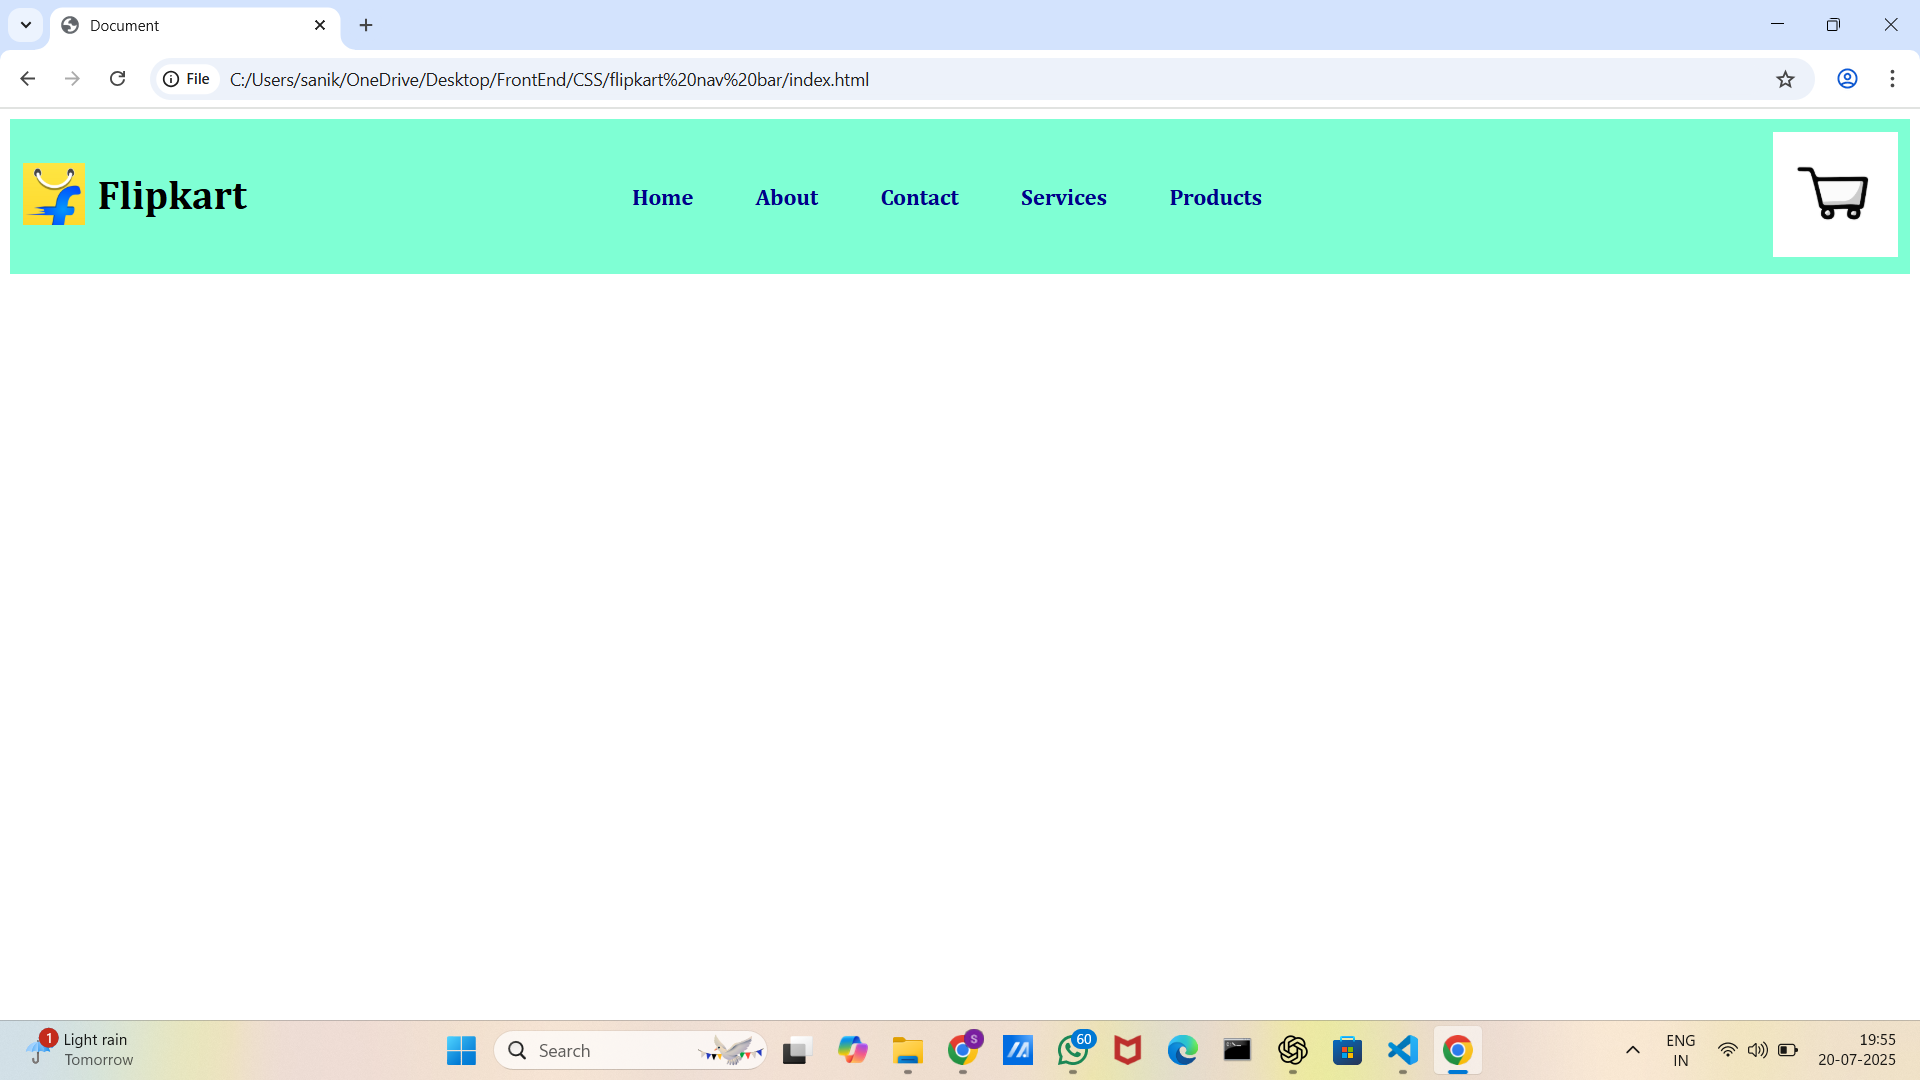 Document
File
C:/Users/sanik/OneDrive/Desktop/FrontEnd/CSS/flipkart%20nav%20bar/index.html
Flipkart
Home About Contact Services Products
1
Light rain
Tomorrow
Search
S
60
ENG
IN
19:55
20-07-2025